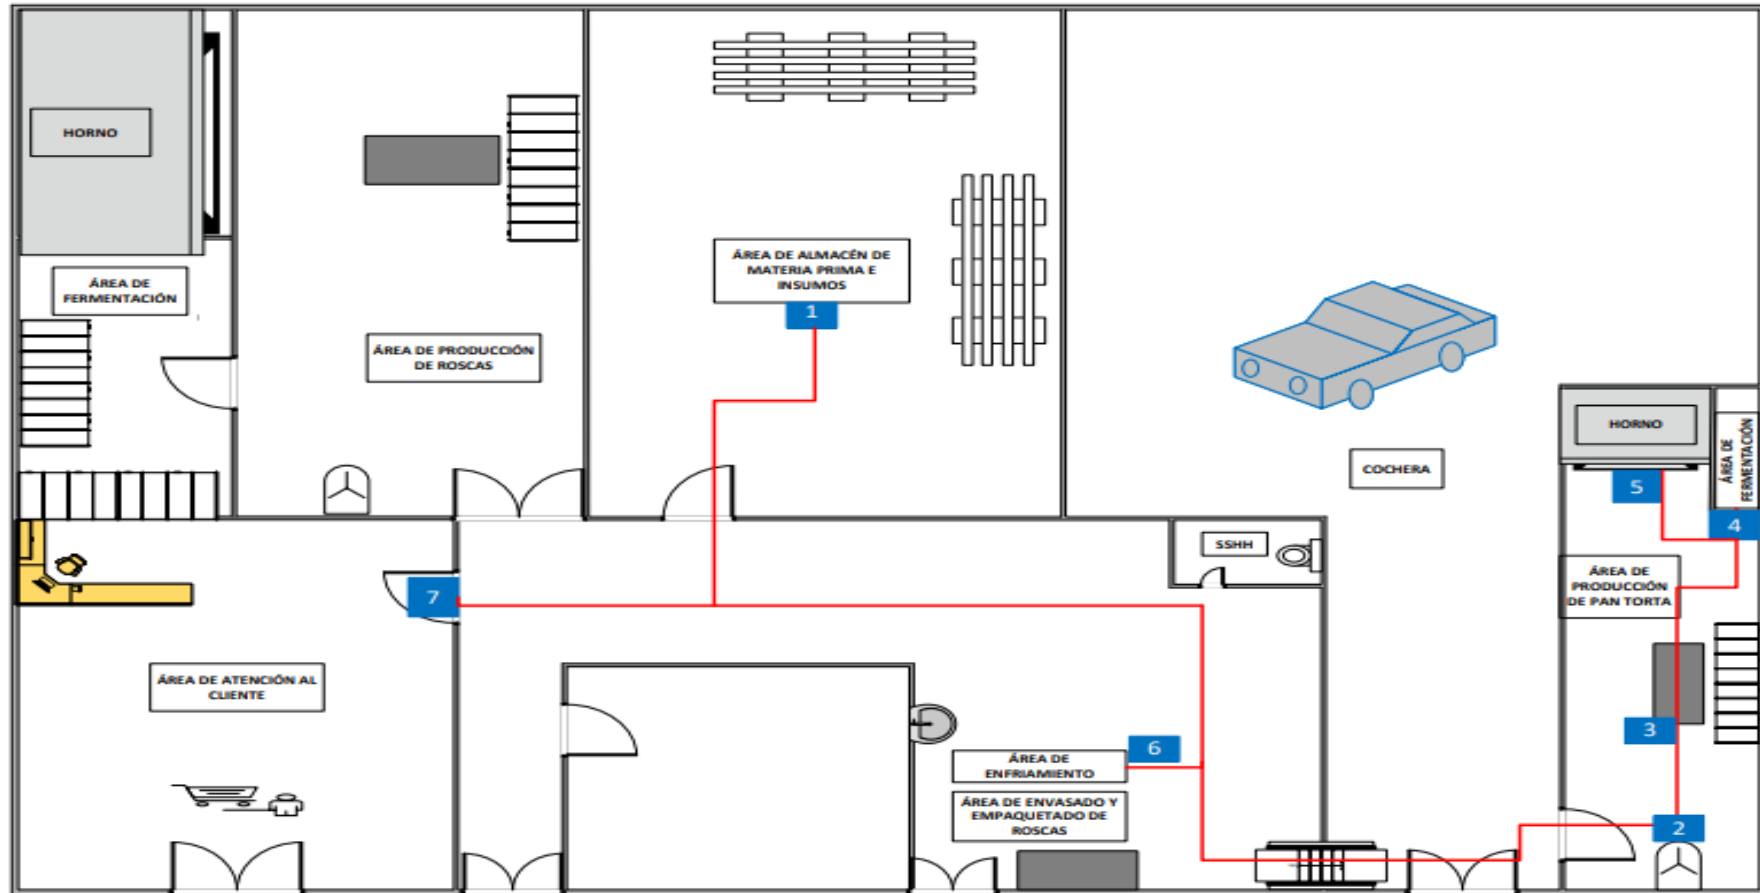 HORNO
ÁREA DE
FERMENTACIÓN
ÁREA DE PRODUCCIÓN
DE ROSCAS
ÁREA DE ALMACÉN DE
MATERIA PRIMA E
INSUMOS
1
COCHERA
HORNO
ÁREA DE
FERMENTACIÓN
5
4
SSHH
ÁREA DE
PRODUCCIÓN
DE PAN TORTA
7
ÁREA DE ATENCIÓN AL
CLIENTE
3
6
ÁREA DE
ENFRIAMIENTO
ÁREA DE ENVASADO Y
EMPAQUETADO DE
ROSCAS
2